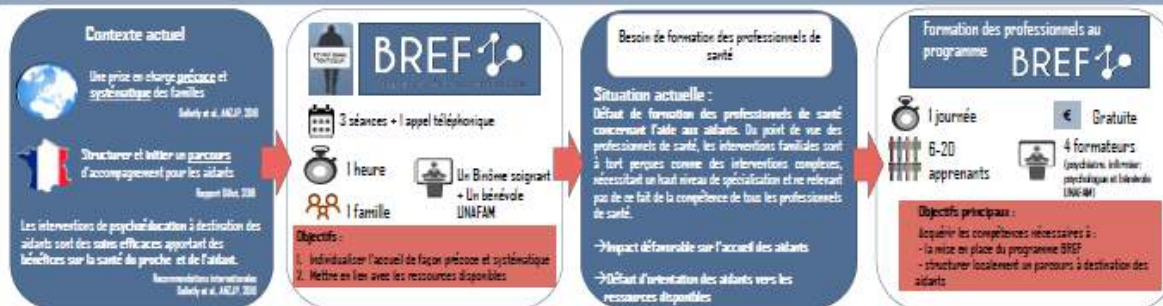 Contexte actuel
Une prise en charge précoce et
systématique des familles
et al., ANZJP, 2016
Structurer et initier un parcours
d'accompagnement pour les aidants
Rapport
Les interventions de psychoéducation à destination des
aidants sont des soins efficaces apportant des
bénéfices sur la santé du proche et de l'aidant.
Recommandations internationales
et al., ANZJP, 2016
BREF
3 séances + 1 appel téléphonique
1 heure
1 famille
Un Binôme soignant
+ Un bénévole
UNAFAM
Objectifs :
1. Individualiser l'accueil de façon précoce et systématique
2. Mettre en lien avec les ressources disponibles
Besoin de formation des professionnels de
santé
Situation actuelle :
Défaut de formation des professionnels de santé
concernant l'aide aux aidants. Du point de vue des
professionnels de santé, les interventions familiales sont
à tort perçues comme des interventions complexes,
nécessitant un haut niveau de spécialisation et ne relevant
pas de ce fait de la compétence de tous les professionnels
de santé.
→Impact défavorable sur l'accueil des aidants
→Défaut d'orientation des aidants vers les
ressources disponibles
Formation des professionnels au
programme
BREF
1 journée
€ Gratuite
6-20
apprenants
4 formateurs
(psychiatre, infirmier,
psychologue et bénévole
UNAFAM)
Objectifs principaux :
Acquérir les compétences nécessaires à :
- la mise en place du programme BREF
- structurer localement un parcours à destination des
aidants